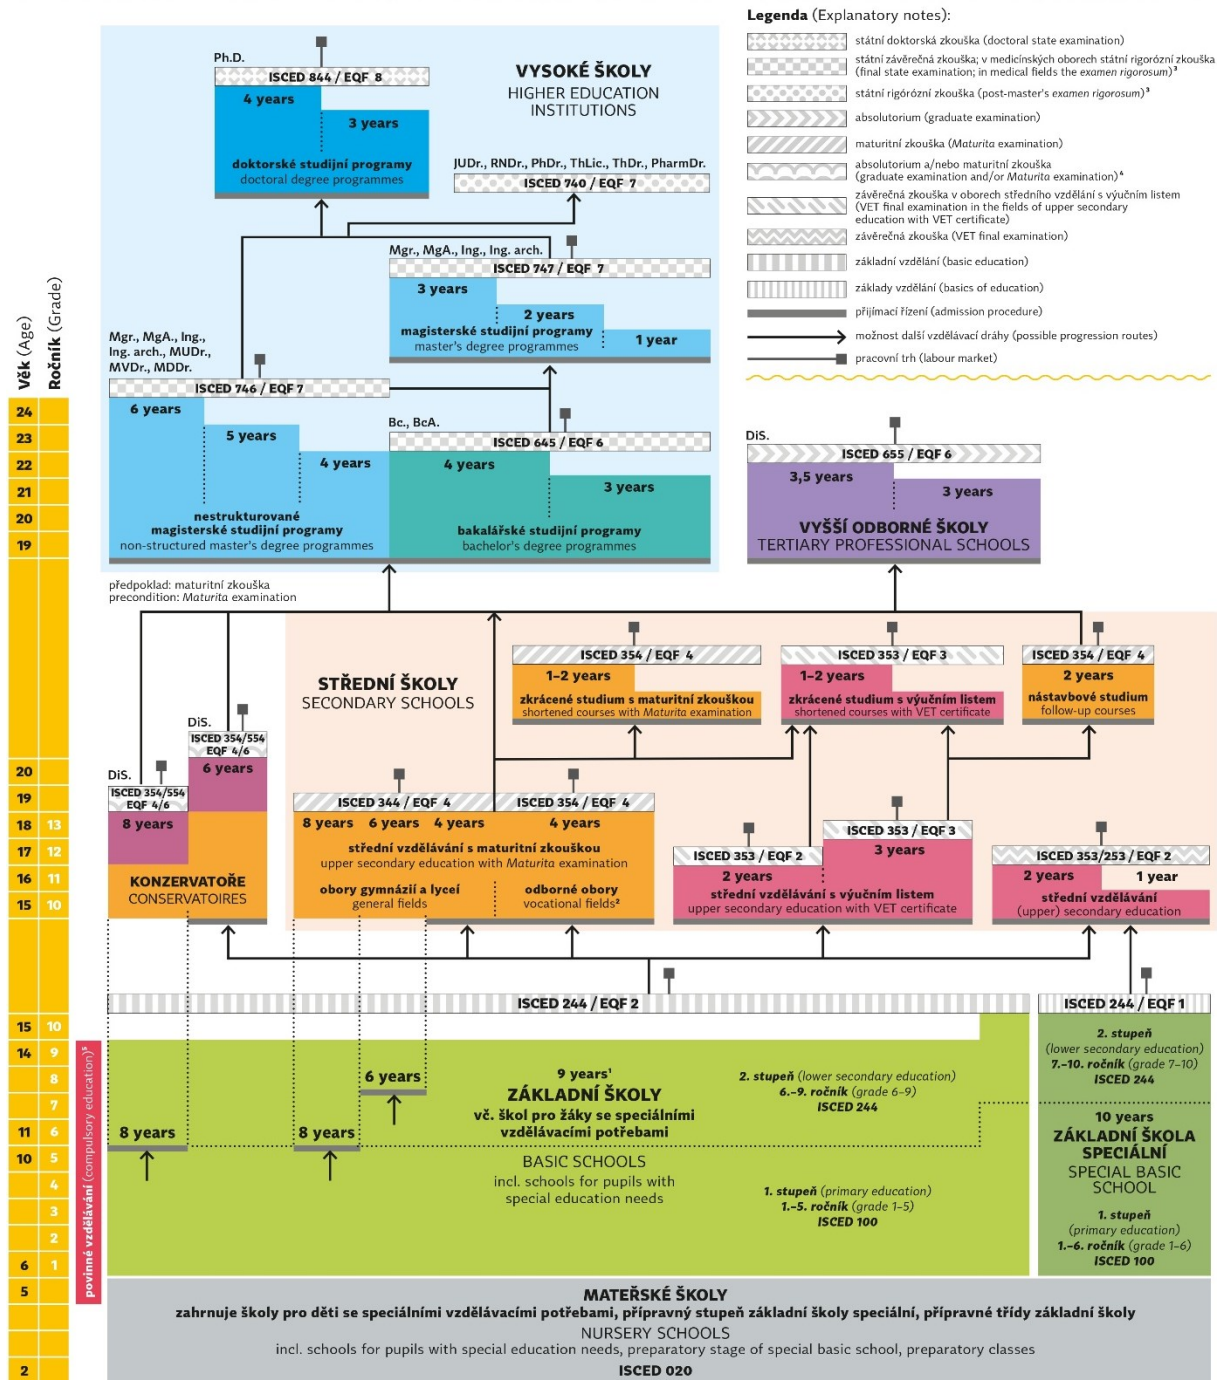 Legenda (Explanatory notes):
státní doktorská zkouška (doctoral state examination)
státní závěrečná zkouška; v medicínských oborech státní rigorózní zkouška
(final state examination; in medical fields the examen rigorosum)³
státní rigórózní zkouška (post-master's examen rigorosum)³
absolutorium (graduate examination)
maturitní zkouška (Maturita examination)
absolutorium a/nebo maturitní zkouška
(graduate examination and/or Maturita examination)⁴
závěrečná zkouška v oborech středního vzdělání s výučním listem
(VET final examination in the fields of upper secondary
education with VET certificate)
závěrečná zkouška (VET final examination)
základní vzdělání (basic education)
základy vzdělání (basics of education)
přijímací řízení (admission procedure)
možnost další vzdělávací dráhy (possible progression routes)
pracovní trh (labour market)
VYSOKÉ ŠKOLY
HIGHER EDUCATION
INSTITUTIONS
Ph.D.
ISCED 844 / EQF 8
4 years
3 years
doktorské studijní programy
doctoral degree programmes
JUDr., RNDr., PhDr., ThLic., ThDr., PharmDr.
ISCED 740 / EQF 7
Mgr., MgA., Ing., Ing. arch.
ISCED 747 / EQF 7
3 years
2 years
1 year
magisterské studijní programy
master's degree programmes
Mgr., MgA., Ing.,
Ing. arch., MUDr.,
MVDr., MDDr.
ISCED 746 / EQF 7
6 years
5 years
4 years
nestrukturované
magisterské studijní programy
non-structured master's degree programmes
Bc., BcA.
ISCED 645 / EQF 6
4 years
3 years
bakalářské studijní programy
bachelor's degree programmes
DiS.
ISCED 655 / EQF 6
3,5 years
3 years
VYŠŠÍ ODBORNÉ ŠKOLY
TERTIARY PROFESSIONAL SCHOOLS
předpoklad: maturitní zkouška
precondition: Maturita examination
Věk (Age)
Ročník (Grade)
24
23
22
21
20
19
20
19
18 13
17 12
16 11
15 10
15 10
14 9
8
7
11 6
10 5
4
3
2
6 1
5
2
povinné vzdělávání (compulsory education)⁵
STŘEDNÍ ŠKOLY
SECONDARY SCHOOLS
ISCED 354 / EQF 4
1–2 years
zkrácené studium s maturitní zkouškou
shortened courses with Maturita examination
ISCED 353 / EQF 3
1–2 years
zkrácené studium s výučním listem
shortened courses with VET certificate
ISCED 354 / EQF 4
2 years
nástavbové studium
follow-up courses
DiS.
ISCED 354/554
EQF 4/6
6 years
DiS.
ISCED 354/554
EQF 4/6
8 years
KONZERVATOŘE
CONSERVATOIRES
ISCED 344 / EQF 4
ISCED 354 / EQF 4
8 years
6 years
4 years
4 years
střední vzdělávání s maturitní zkouškou
upper secondary education with Maturita examination
obory gymnázií a lyceí
general fields
odborné obory
vocational fields²
ISCED 353 / EQF 2
2 years
ISCED 353 / EQF 3
3 years
střední vzdělávání s výučním listem
upper secondary education with VET certificate
ISCED 353/253 / EQF 2
2 years
1 year
střední vzdělávání
(upper) secondary education
ISCED 244 / EQF 2
ISCED 244 / EQF 1
8 years
8 years
6 years
9 years¹
ZÁKLADNÍ ŠKOLY
vč. škol pro žáky se speciálními
vzdělávacími potřebami
BASIC SCHOOLS
incl. schools for pupils with
special education needs
2. stupeň (lower secondary education)
6.–9. ročník (grade 6–9)
ISCED 244
1. stupeň (primary education)
1.–5. ročník (grade 1–5)
ISCED 100
2. stupeň
(lower secondary education)
7.–10. ročník (grade 7–10)
ISCED 244
10 years
ZÁKLADNÍ ŠKOLA
SPECIÁLNÍ
SPECIAL BASIC
SCHOOL
1. stupeň
(primary education)
1.–6. ročník (grade 1–6)
ISCED 100
MATEŘSKÉ ŠKOLY
zahrnuje školy pro děti se speciálními vzdělávacími potřebami, přípravný stupeň základní školy speciální, přípravné třídy základní školy
NURSERY SCHOOLS
incl. schools for pupils with special education needs, preparatory stage of special basic school, preparatory classes
ISCED 020